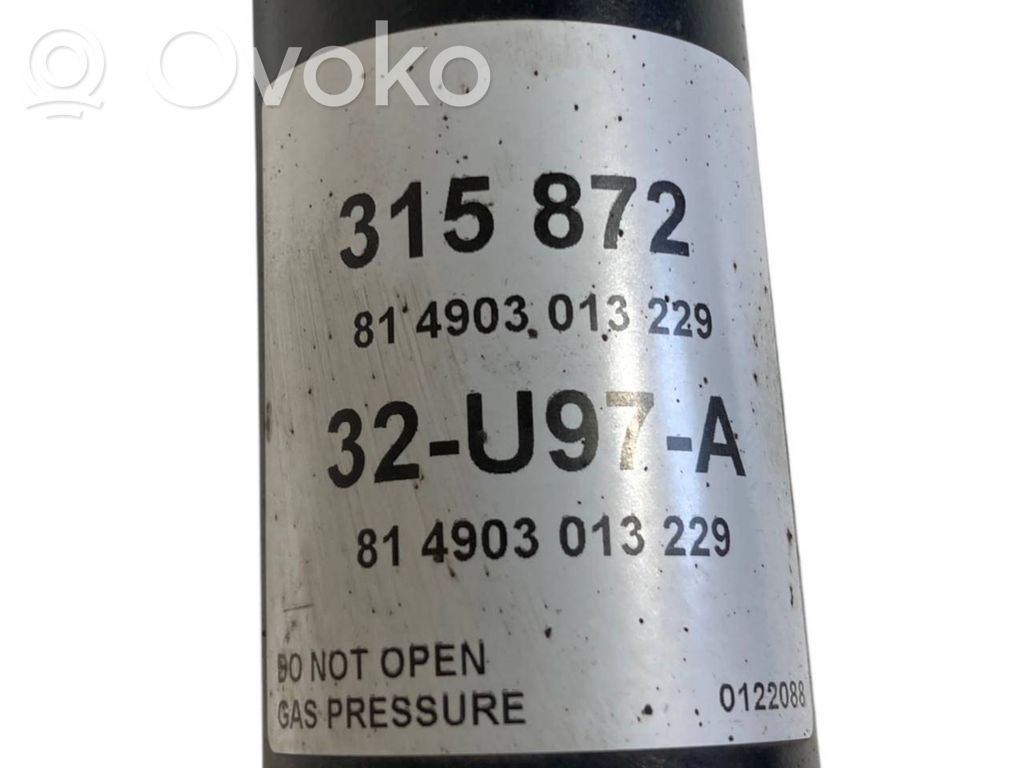 Ovoko
315 872
81 4903 013 229
32-U97-A
81 4903 013 229
DO NOT OPEN
GAS PRESSURE 0122088